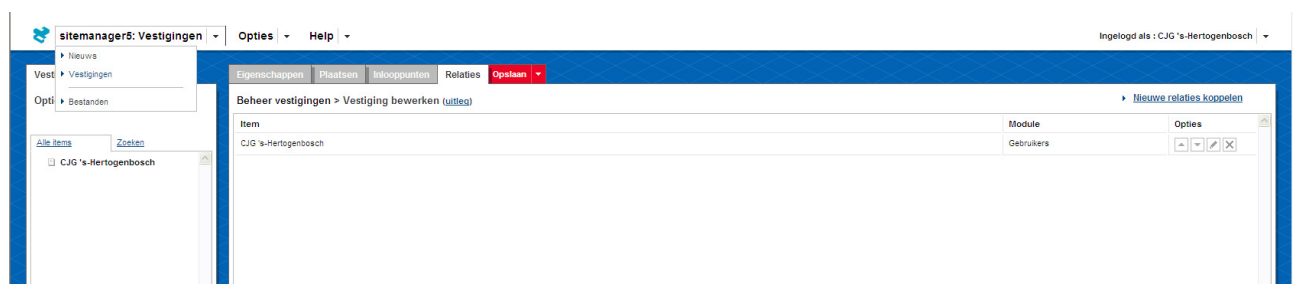 sitemanager5: Vestigingen Opties Help Ingelogd als : CJG 's-Hertogenbosch
Nieuws
Vestigingen
Bestanden
Vest
Opti
Alle items Zoeken
CJG 's-Hertogenbosch
Eigenschappen Plaatsen Inlooppunten Relaties Opslaan
Beheer vestigingen > Vestiging bewerken (uitleg) Nieuwe relaties koppelen
Item Module Opties
CJG 's-Hertogenbosch Gebruikers